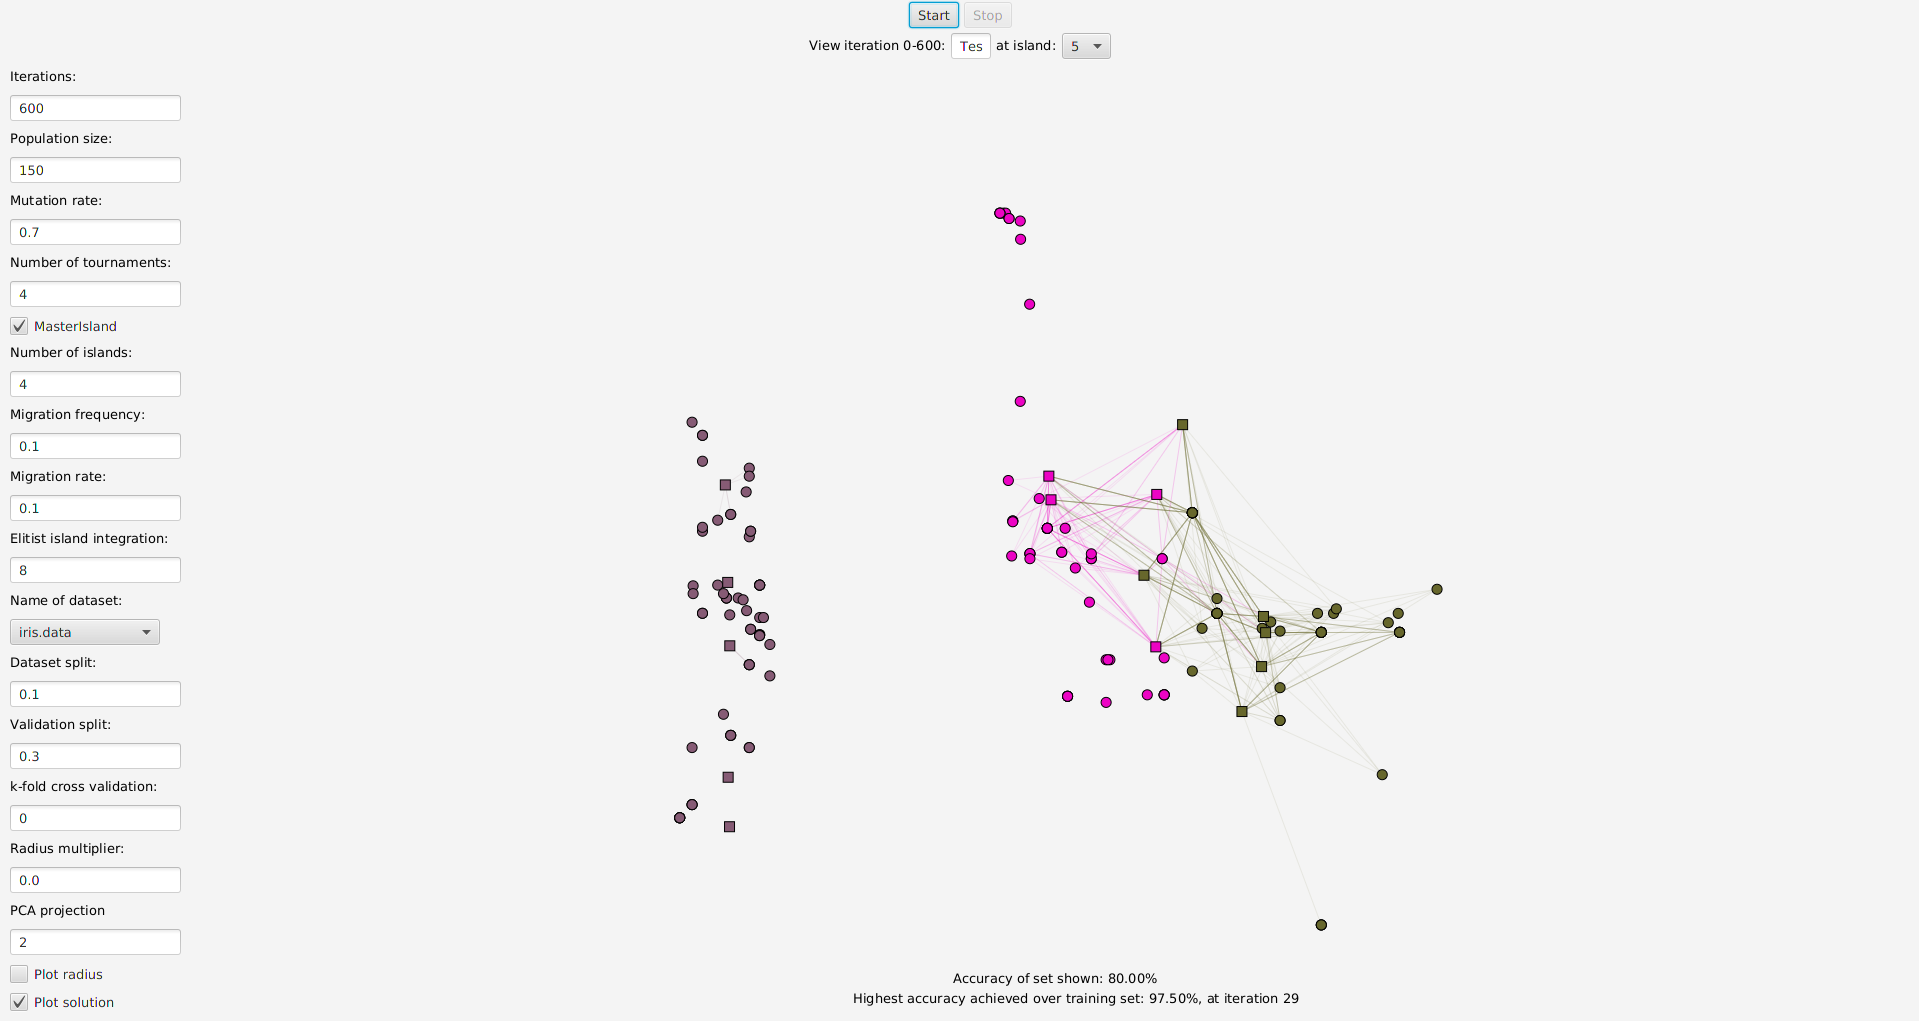 Start Stop
View iteration 0-600: Tes at island: 5
Iterations:
600
Population size:
150
Mutation rate:
0.7
Number of tournaments:
4
MasterIsland
Number of islands:
4
Migration frequency:
0.1
Migration rate:
0.1
Elitist island integration:
8
Name of dataset:
iris.data
Dataset split:
0.1
Validation split:
0.3
k-fold cross validation:
0
Radius multiplier:
0.0
PCA projection
2
Plot radius
Plot solution
Accuracy of set shown: 80.00%
Highest accuracy achieved over training set: 97.50%, at iteration 29